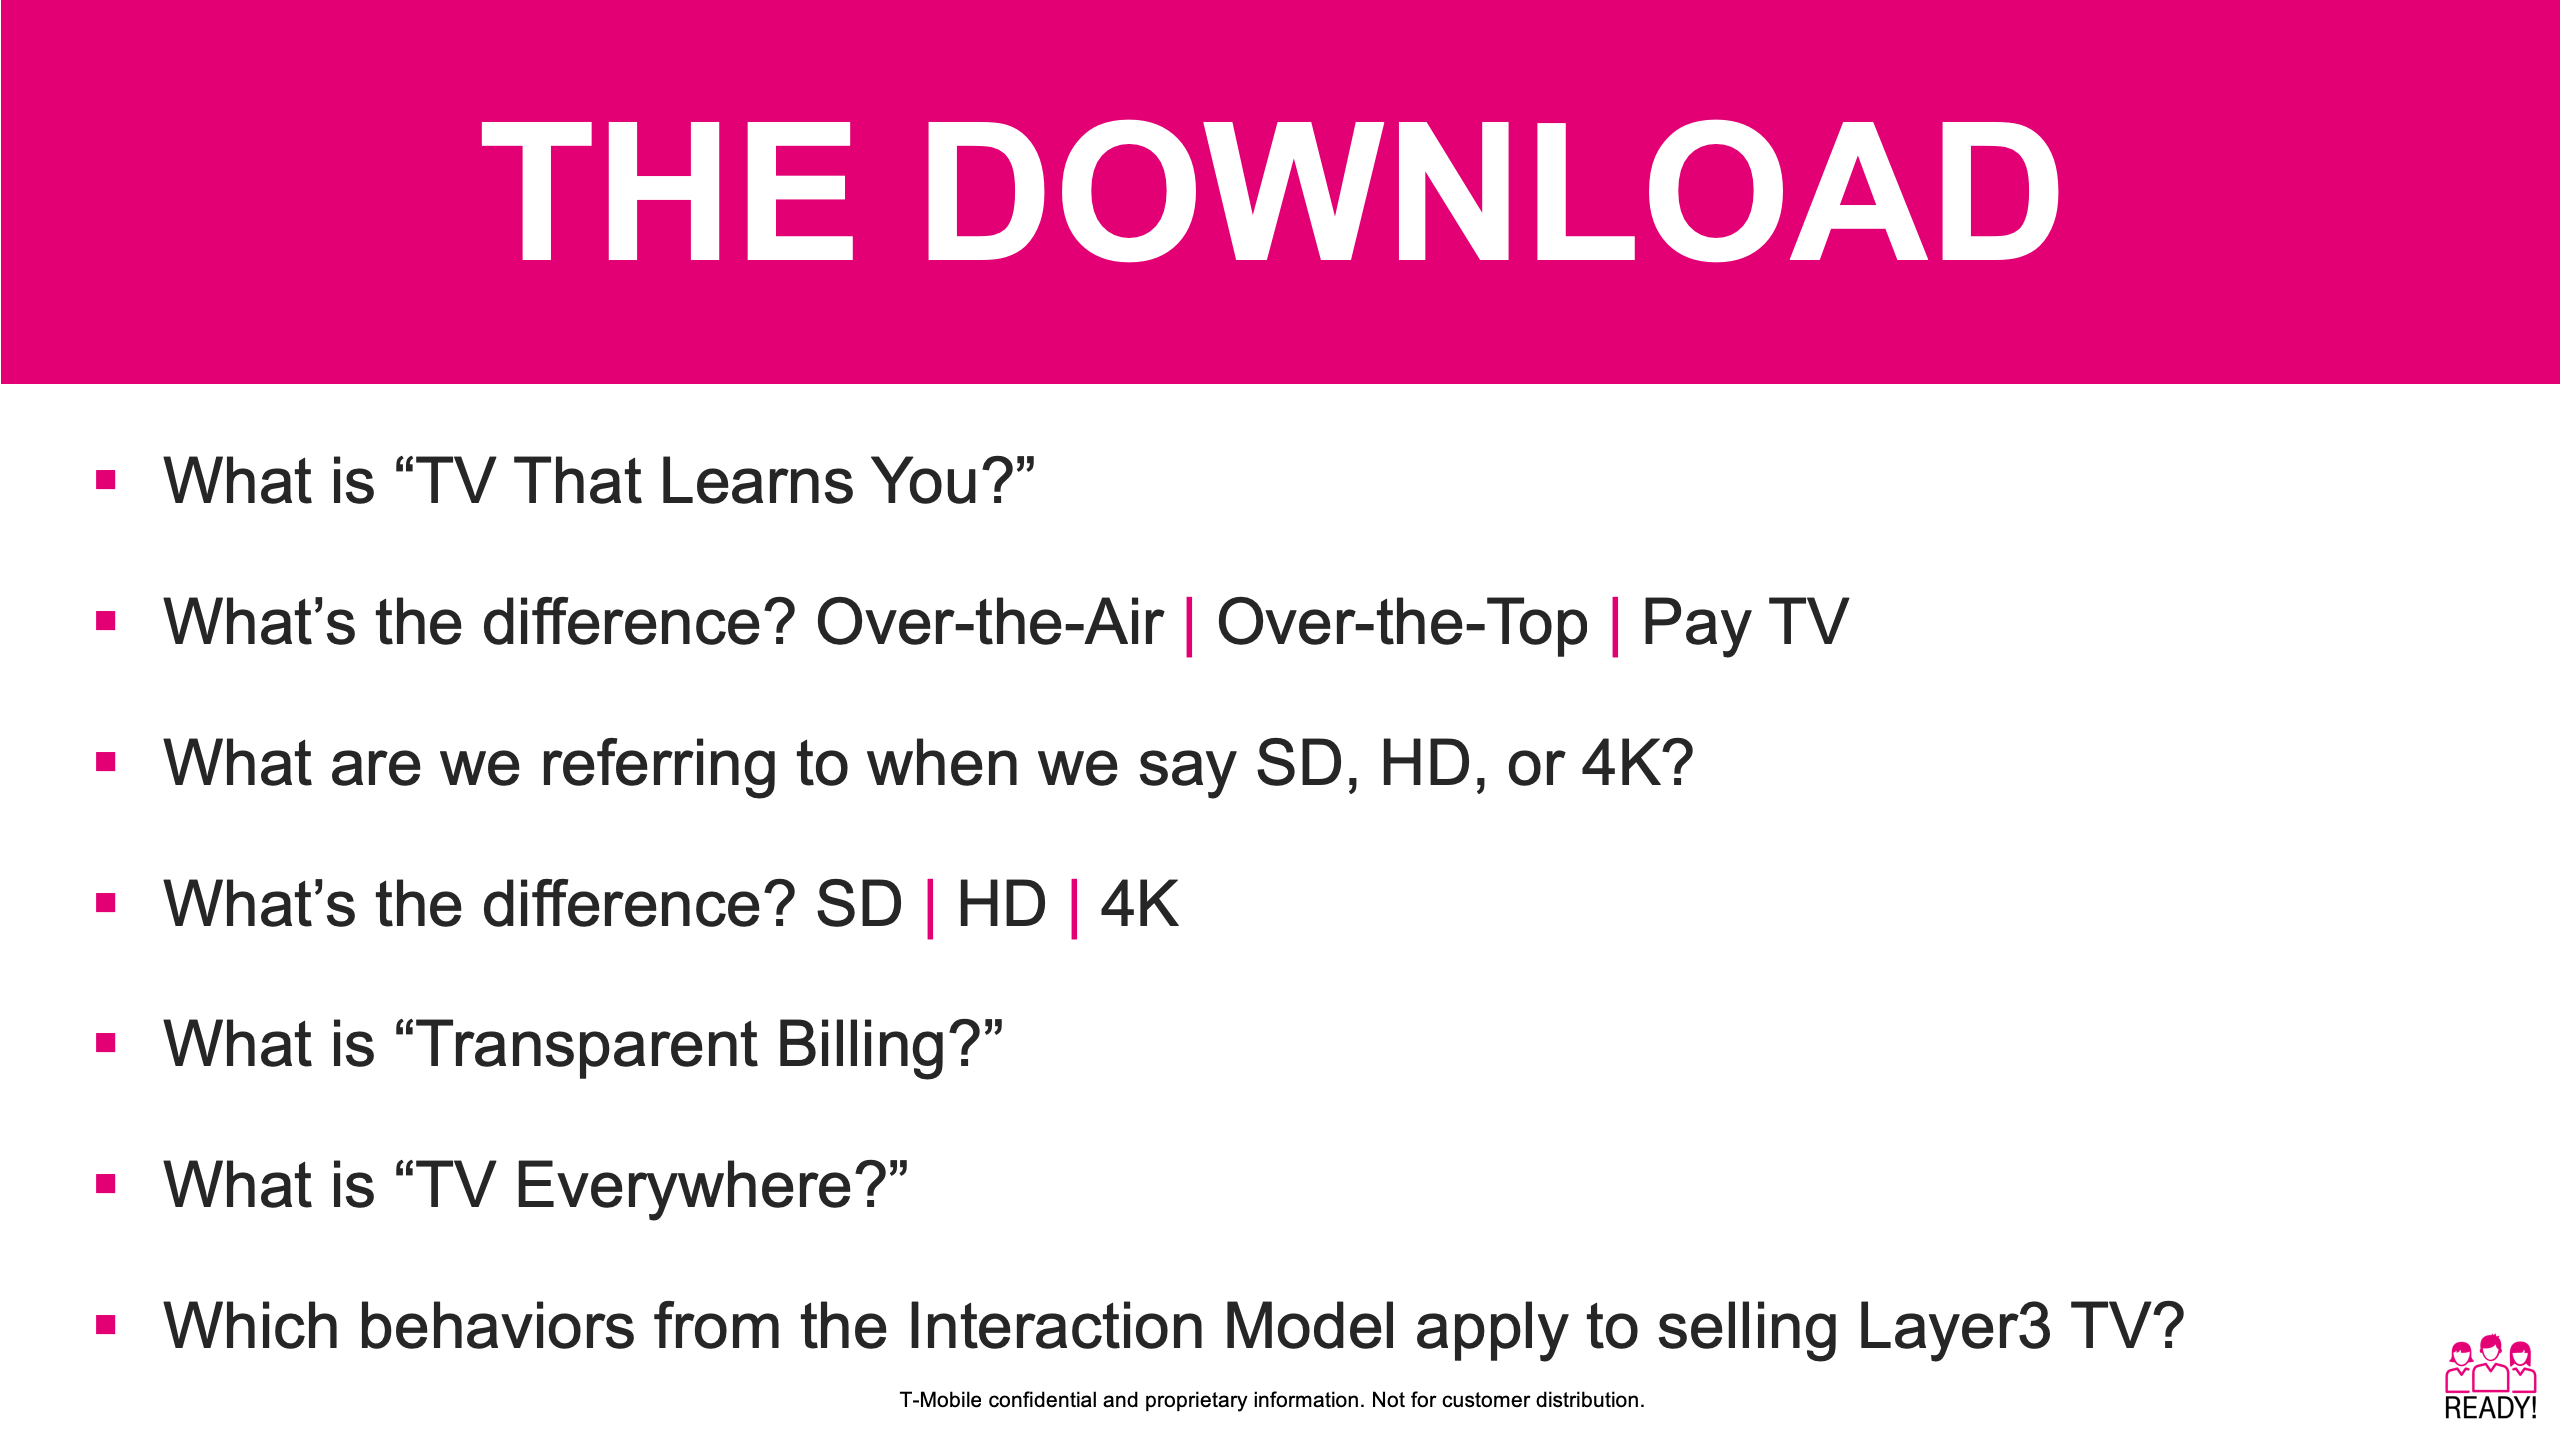 THE DOWNLOAD
▪ What is “TV That Learns You?”
▪ What’s the difference? Over-the-Air | Over-the-Top | Pay TV
▪ What are we referring to when we say SD, HD, or 4K?
▪ What’s the difference? SD | HD | 4K
▪ What is “Transparent Billing?”
▪ What is “TV Everywhere?”
▪ Which behaviors from the Interaction Model apply to selling Layer3 TV?
T-Mobile confidential and proprietary information. Not for customer distribution.
READY!